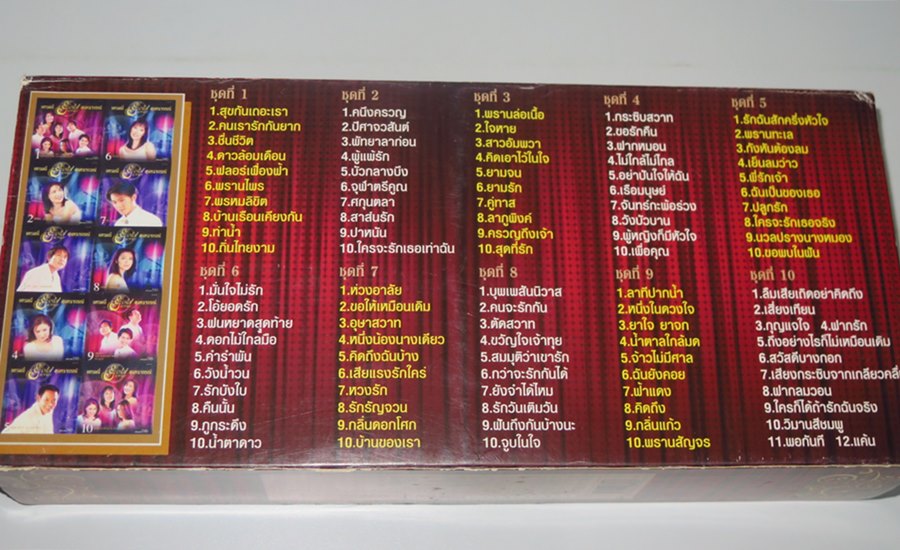 ชุดที่ 1
1.สุขกันเถอะเรา
2.คนเรารักกันยาก
3.ชื่นชีวิต
4.ดาวล้อมเดือน
5.ฟลอร์เฟื่องฟ้า
6.พรานไพร
7.พรหมลิขิต
8.บ้านเรือนเคียงกัน
9.ท่าน้ำ
10.ถิ่นไทยงาม
ชุดที่ 2
1.คนึงครวญ
2.ปีศาจวสันต์
3.พัทยาลาก่อน
4.ผู้แพ้รัก
5.บัวกลางบึง
6.จุฬาตรีคูณ
7.ศกุนตลา
8.สาส์นรัก
9.ปาหนัน
10.ใครจะรักเธอเท่าฉัน
ชุดที่ 3
1.พรานล่อเนื้อ
2.ใจหาย
3.สาวอัมพวา
4.คิดเอาไว้ในใจ
5.ยามจน
6.ยามรัก
7.คู่ทาส
8.ลาภูพิงค์
9.ครวญถึงเจ้า
10.สุดที่รัก
ชุดที่ 4
1.กระซิบสวาท
2.ขอรักคืน
3.ฝากหมอน
4.ไม่ใกล้ไม่ไกล
5.อย่าปันใจให้ฉัน
6.เรือมนุษย์
7.จันทร์กะพ้อร่วง
8.วังบัวบาน
9.ผู้หญิงก็มีหัวใจ
10.เพื่อคุณ
ชุดที่ 5
1.รักฉันสักครึ่งหัวใจ
2.พรานทะเล
3.กังหันต้องลม
4.เย็นลมว่าว
5.พี่รักเจ้า
6.ฉันเป็นของเธอ
7.ปลูกรัก
8.ใครจะรักเธอจริง
9.นวลปรางนางหมอง
10.ขอพบในฝัน
ชุดที่ 6
1.มั่นใจไม่รัก
2.โอ้ยอดรัก
3.ฝนหยาดสุดท้าย
4.ดอกไม้ใกล้มือ
5.คำรำพัน
6.วังน้ำวน
7.รักบังใบ
8.คืนนั้น
9.ภูกระดึง
10.น้ำตาดาว
ชุดที่ 7
1.ห่วงอาลัย
2.ขอให้เหมือนเดิม
3.อุษาสวาท
4.หนึ่งน้องนางเดียว
5.คิดถึงฉันบ้าง
6.เสียแรงรักใคร่
7.หวงรัก
8.รักรัญจวน
9.กลิ่นดอกโศก
10.บ้านของเรา
ชุดที่ 8
1.บุพเพสันนิวาส
2.คนจะรักกัน
3.ตัดสวาท
4.ขวัญใจเจ้าทุย
5.สมมุติว่าเขารัก
6.กว่าจะรักกันได้
7.ยังจำได้ไหม
8.รักวันเติมวัน
9.ฝันถึงกันบ้างนะ
10.จูบในใจ
ชุดที่ 9
1.ลาทีปากน้ำ
2.หนึ่งในดวงใจ
3.ยาใจ ยาจก
4.น้ำตาลใกล้มด
5.จ้าวไม่มีศาล
6.ฉันยังคอย
7.ฟ้าแดง
8.คิดถึง
9.กลิ่นแก้ว
10.พรานสัญจร
ชุดที่ 10
1.ลืมเสียเถิดอย่าคิดถึง
2.เสี่ยงเทียน
3.กุญแจใจ 4.ฝากรัก
5.ถึงอย่างไรก็ไม่เหมือนเดิม
6.สวัสดีบางกอก
7.เสียงกระซิบจากเกลียวคลื่น
8.ฝากลมวอน
9.ใครก็ได้ถ้ารักฉันจริง
10.วิมานสีชมพู
11.พอกันที 12.แค้น